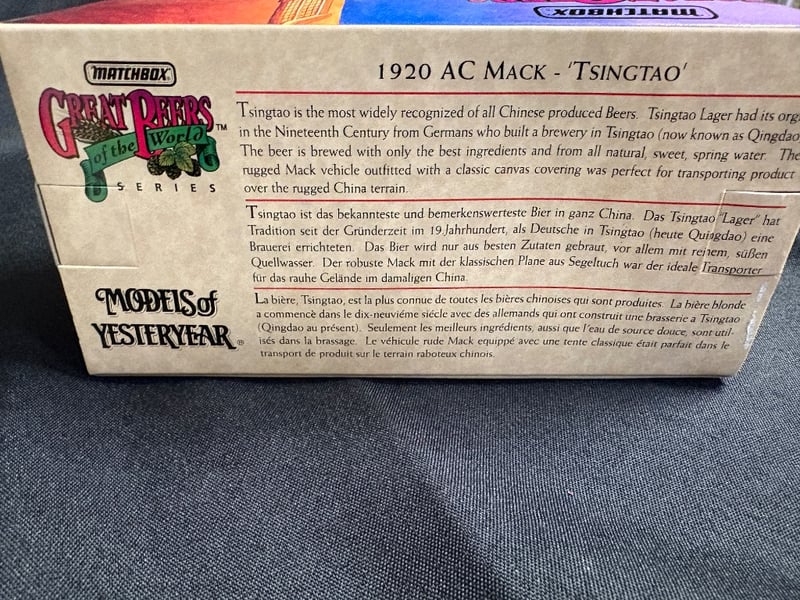 MATCHBOX
MATCHBOX
GREAT BEERS™
of the World
SERIES
MODELS of
YESTERYEAR®
1920 AC MACK - 'TSINGTAO'
Tsingtao is the most widely recognized of all Chinese produced Beers. Tsingtao Lager had its
in the Nineteenth Century from Germans who built a brewery in Tsingtao (now known as Qingdao
The beer is brewed with only the best ingredients and from all natural, sweet, spring water.
rugged Mack vehicle outfitted with a classic canvas covering was perfect for transporting product
over the rugged China terrain.
Tsingtao ist das bekannteste und bemerkenswerteste Bier in ganz China. Das Tsingtao "Lager" hat
Tradition seit der Gründerzeit im 19.Jahrhundert, als Deutsche in Tsingtao (heute Quingdao) eine
Brauerei errichteten. Das Bier wird nur aus besten Zutaten gebraut, vor allem mit reinem, süßen
Quellwasser. Der robuste Mack mit der klassischen Plane aus Segeltuch war der ideale Transporter
für das rauhe Gelände im damaligen China.
La bière, Tsingtao, est la plus connue de toutes les bières chinoises qui sont produites. La bière blonde
a commencè dans le dix-neuviéme siécle avec des allemands qui ont construit une brasserie a Tsingtao
(Qingdao au présent). Seulement les meilleurs ingrédients, aussi que l'eau de source douce, sont util-
isés dans la brassage. Le véhicule rude Mack equippé avec une tente classique était parfait dans le
transport de produit sur le terrain raboteux chinois.